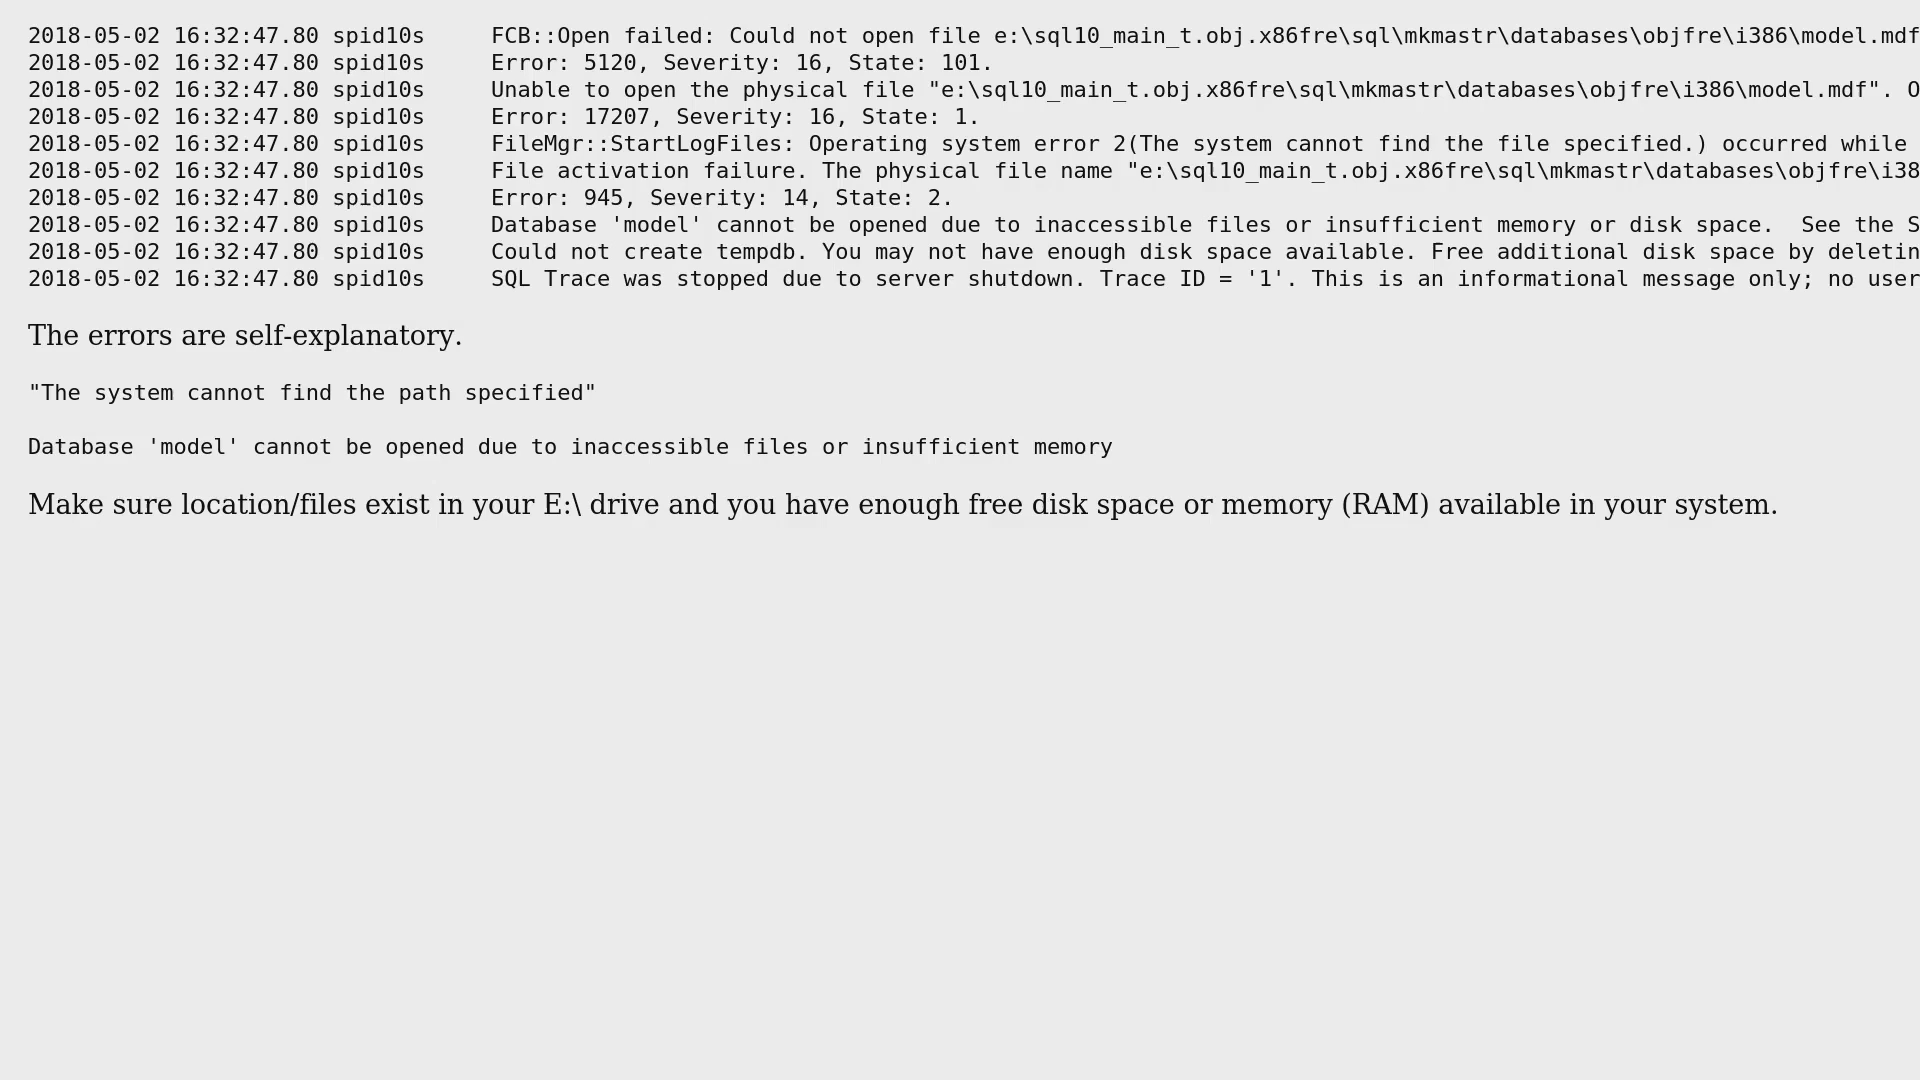 2018-05-02 16:32:47.80 spid10s     FCB::Open failed: Could not open file e:\sql10_main_t.obj.x86fre\sql\mkmastr\databases\objfre\i386\model.mdf
2018-05-02 16:32:47.80 spid10s     Error: 5120, Severity: 16, State: 101.
2018-05-02 16:32:47.80 spid10s     Unable to open the physical file "e:\sql10_main_t.obj.x86fre\sql\mkmastr\databases\objfre\i386\model.mdf". O
2018-05-02 16:32:47.80 spid10s     Error: 17207, Severity: 16, State: 1.
2018-05-02 16:32:47.80 spid10s     FileMgr::StartLogFiles: Operating system error 2(The system cannot find the file specified.) occurred while
2018-05-02 16:32:47.80 spid10s     File activation failure. The physical file name "e:\sql10_main_t.obj.x86fre\sql\mkmastr\databases\objfre\i38
2018-05-02 16:32:47.80 spid10s     Error: 945, Severity: 14, State: 2.
2018-05-02 16:32:47.80 spid10s     Database 'model' cannot be opened due to inaccessible files or insufficient memory or disk space.  See the S
2018-05-02 16:32:47.80 spid10s     Could not create tempdb. You may not have enough disk space available. Free additional disk space by deletin
2018-05-02 16:32:47.80 spid10s     SQL Trace was stopped due to server shutdown. Trace ID = '1'. This is an informational message only; no user
The errors are self-explanatory.
"The system cannot find the path specified"
Database 'model' cannot be opened due to inaccessible files or insufficient memory
Make sure location/files exist in your E:\ drive and you have enough free disk space or memory (RAM) available in your system.